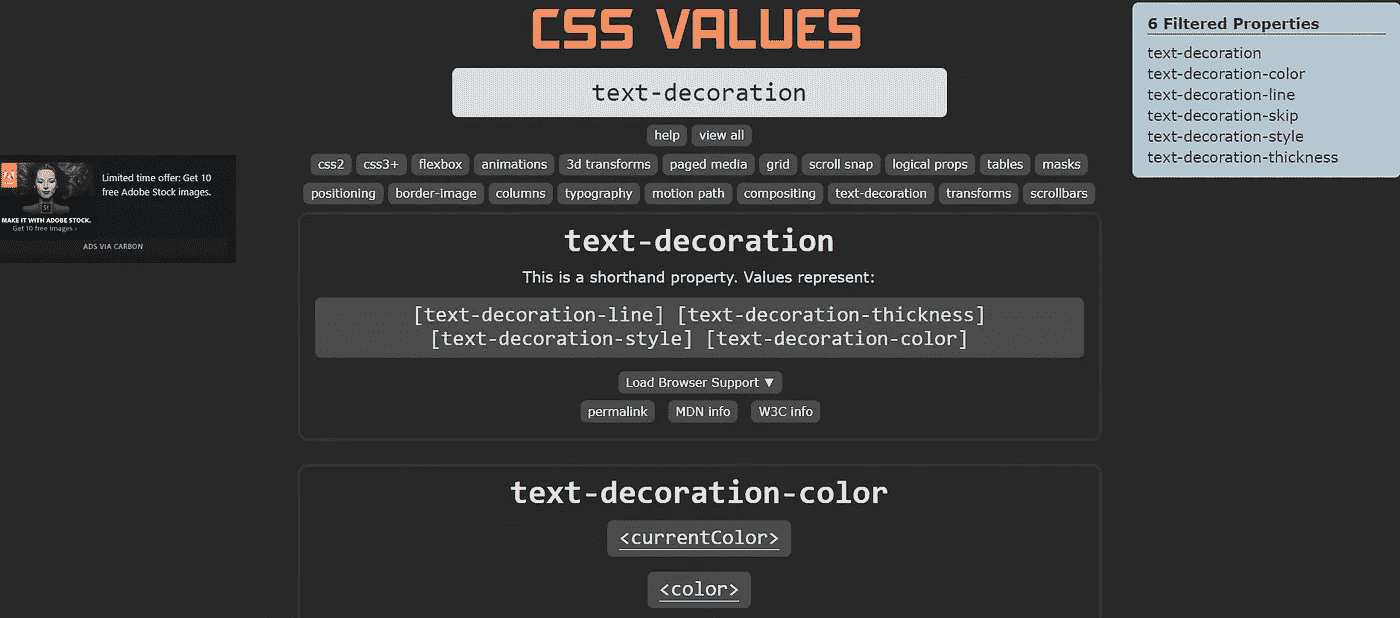 CSS VALUES
text-decoration
help view all
css2 css3+ flexbox animations 3d transforms paged media grid scroll snap logical props tables masks
positioning border-image columns typography motion path compositing text-decoration transforms scrollbars
text-decoration
This is a shorthand property. Values represent:
[text-decoration-line] [text-decoration-thickness]
[text-decoration-style] [text-decoration-color]
Load Browser Support ▼
permalink MDN info W3C info
text-decoration-color
<currentColor>
<color>
6 Filtered Properties
text-decoration
text-decoration-color
text-decoration-line
text-decoration-skip
text-decoration-style
text-decoration-thickness
Limited time offer: Get 10
free Adobe Stock images.
St
MAKE IT WITH ADOBE STOCK.
Get 10 free images ›
ADS VIA CARBON